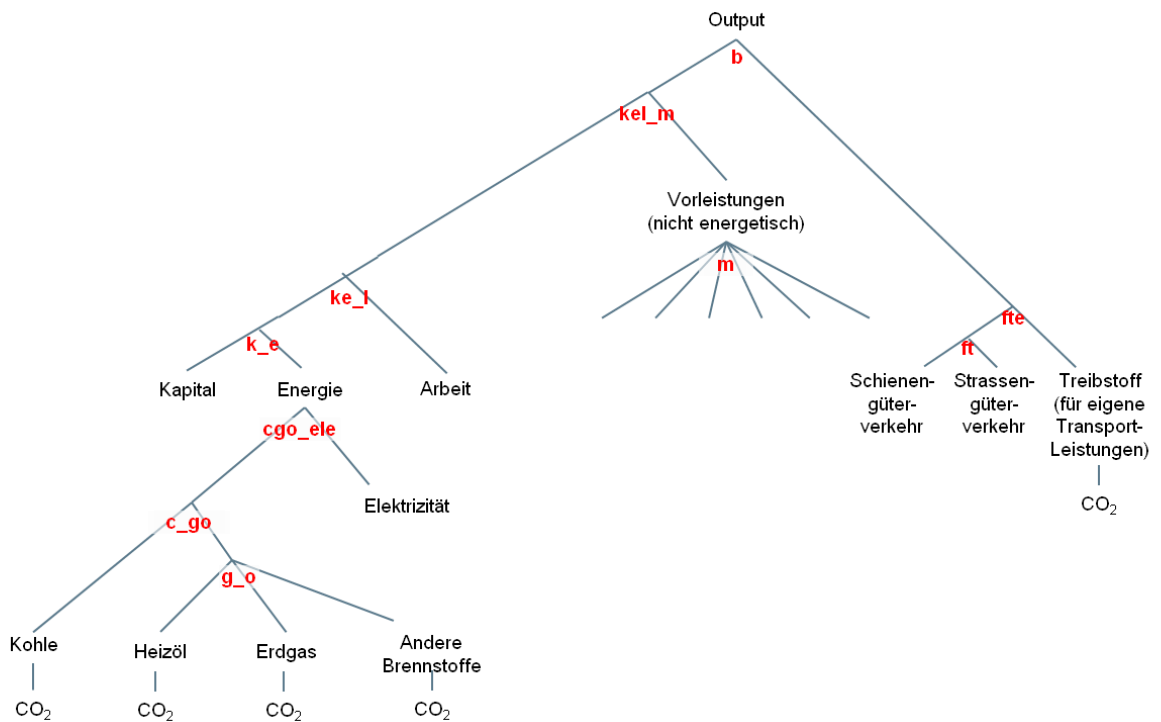 Output
b
kel_m
Vorleistungen
(nicht energetisch)
m
ke_l
fte
k_e
ft
Kapital
Energie
Arbeit
Schienen-
güter-
verkehr
Strassen-
güter-
verkehr
Treibstoff
(für eigene
Transport-
Leistungen)
cgo_ele
Elektrizität
CO₂
c_go
g_o
Kohle
Heizöl
Erdgas
Andere
Brennstoffe
CO₂
CO₂
CO₂
CO₂